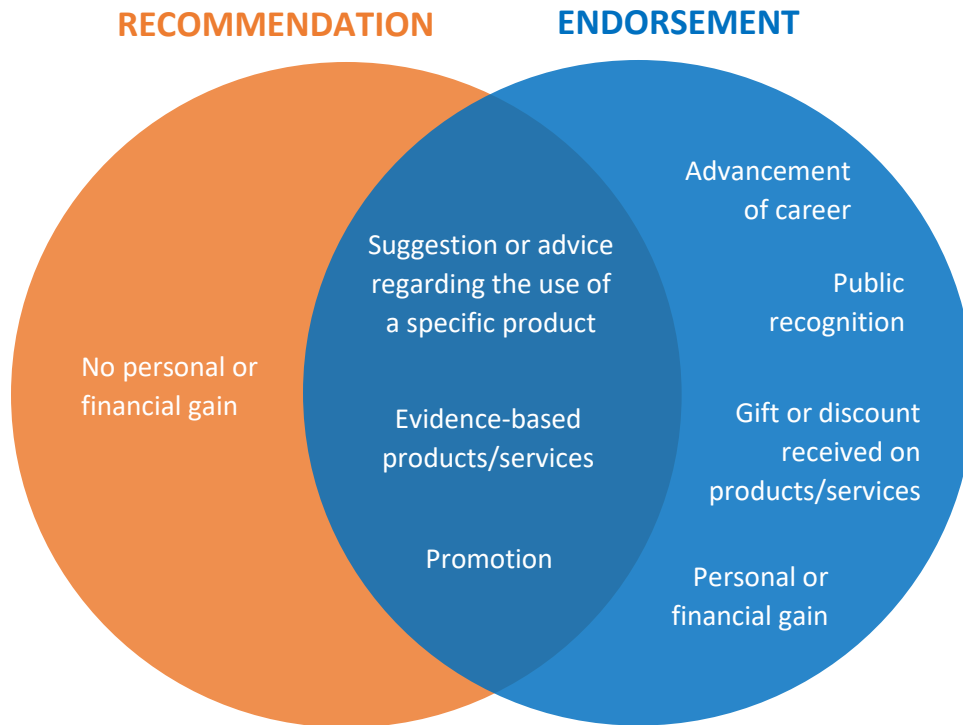 RECOMMENDATION
ENDORSEMENT
No personal or
financial gain
Suggestion or advice
regarding the use of
a specific product
Evidence-based
products/services
Promotion
Advancement
of career
Public
recognition
Gift or discount
received on
products/services
Personal or
financial gain